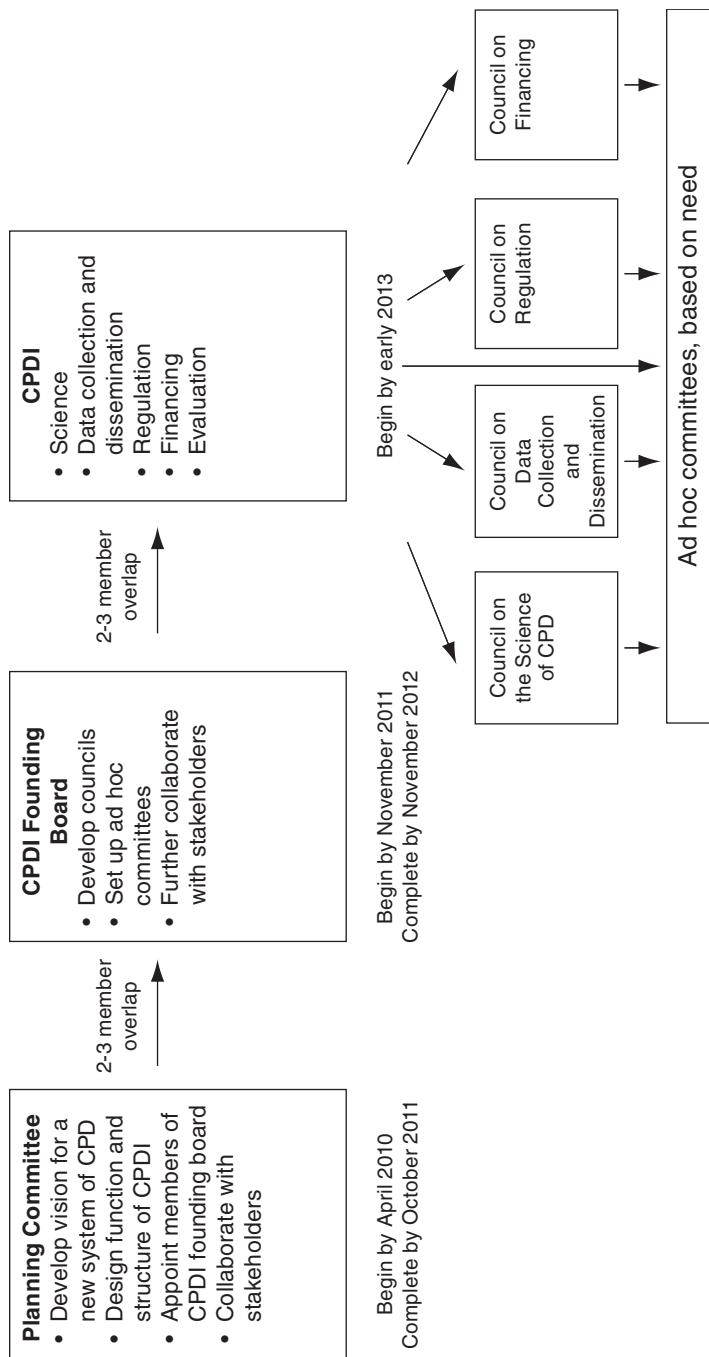 Planning Committee
• Develop vision for a
new system of CPD
• Design function and
structure of CPDI
• Appoint members of
CPDI founding board
• Collaborate with
stakeholders
Begin by April 2010
Complete by October 2011
2-3 member
overlap
CPDI Founding
Board
• Develop councils
• Set up ad hoc
committees
• Further collaborate
with stakeholders
Begin by November 2011
Complete by November 2012
2-3 member
overlap
CPDI
• Science
• Data collection and
dissemination
• Regulation
• Financing
• Evaluation
Begin by early 2013
Council on
the Science
of CPD
Council on
Data
Collection
and
Dissemination
Council on
Regulation
Council on
Financing
Ad hoc committees, based on need